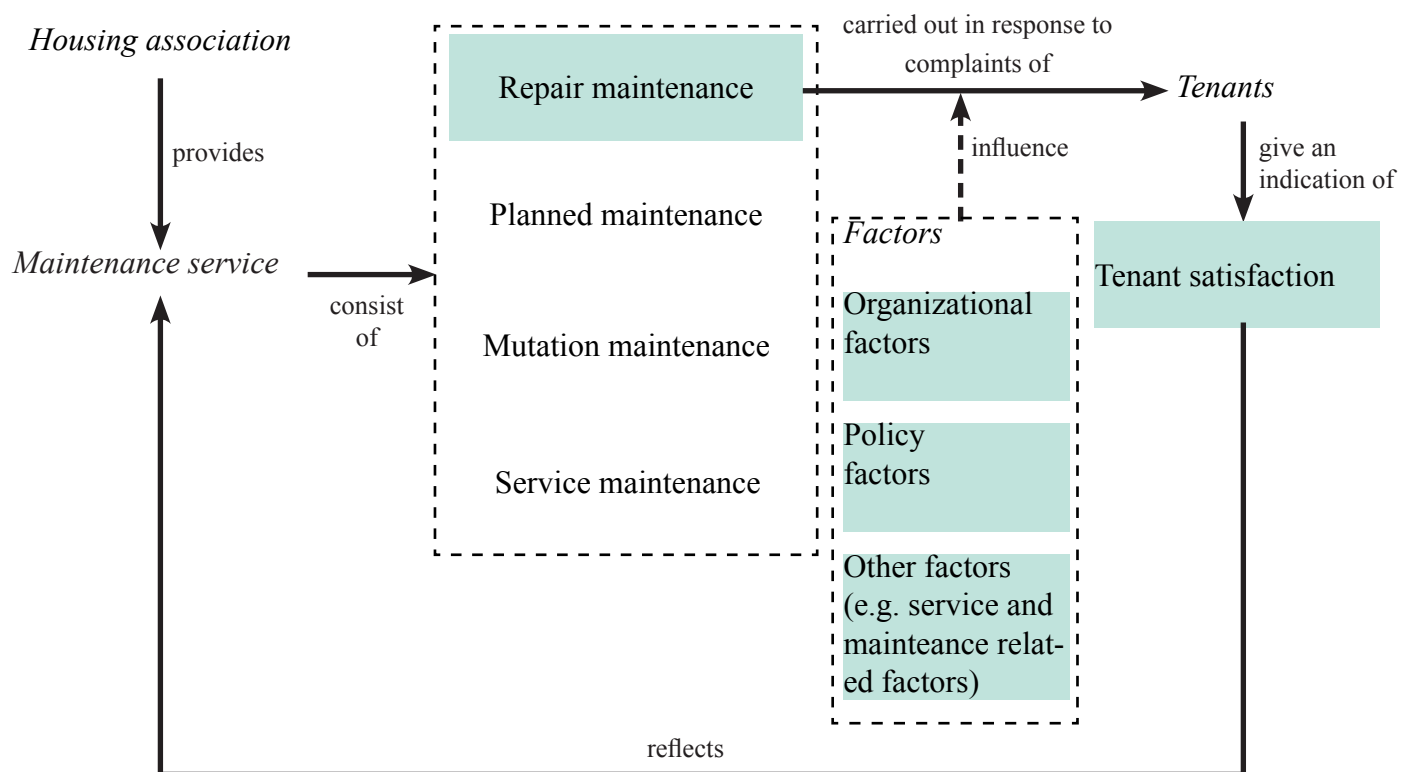 Housing association
provides
Maintenance service
consist
of
Repair maintenance
Planned maintenance
Mutation maintenance
Service maintenance
carried out in response to
complaints of
Tenants
influence
give an
indication of
Factors
Organizational
factors
Policy
factors
Other factors
(e.g. service and
mainteance relat-
ed factors)
Tenant satisfaction
reflects